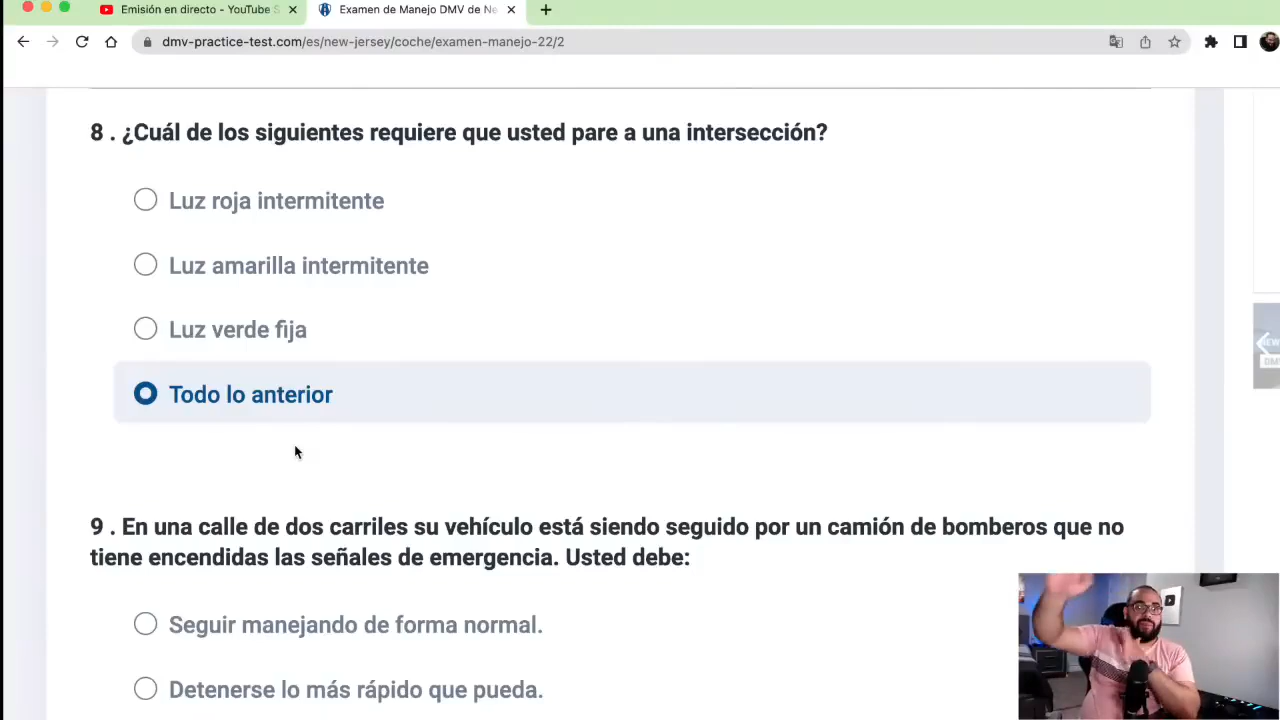 Emisión en directo - YouTube S
Examen de Manejo DMV de Ne
dmv-practice-test.com/es/new-jersey/coche/examen-manejo-22/2
8 . ¿Cuál de los siguientes requiere que usted pare a una intersección?
Luz roja intermitente
Luz amarilla intermitente
Luz verde fija
Todo lo anterior
NEW
DM
9 . En una calle de dos carriles su vehículo está siendo seguido por un camión de bomberos que no
tiene encendidas las señales de emergencia. Usted debe:
Seguir manejando de forma normal.
Detenerse lo más rápido que pueda.